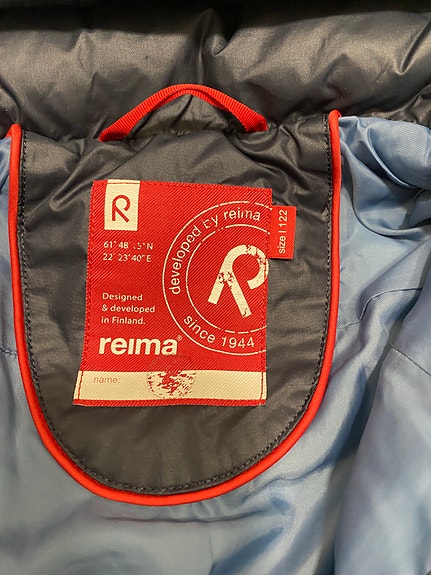 R
61°48'15"N
22°23'40"E
Designed
& developed
in Finland.
reima®
name:
developed by reima
R
since 1944
size | 122